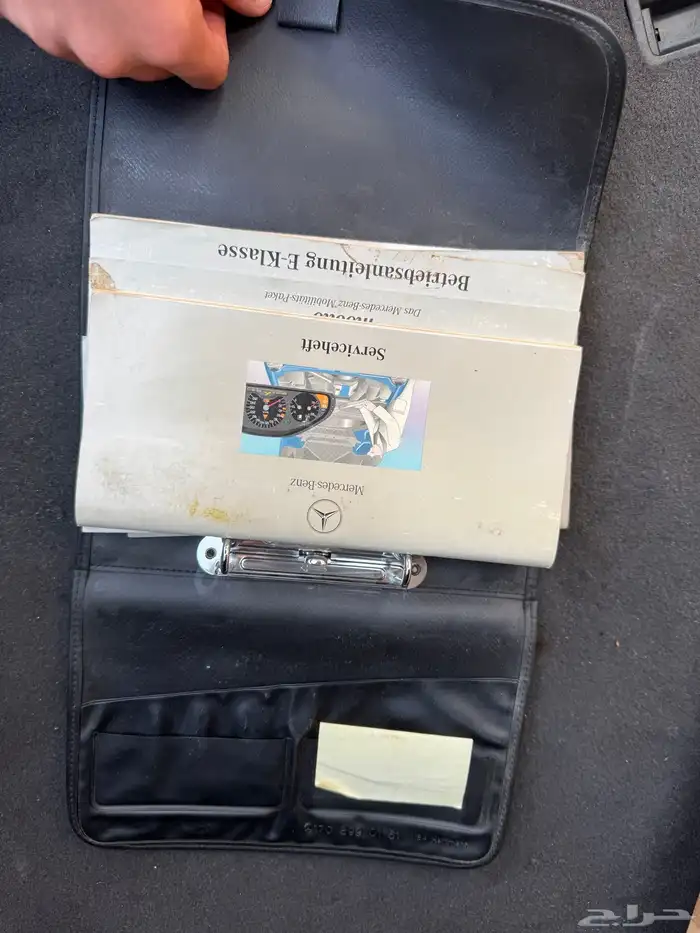 Betriebsanleitung E-Klasse
Das Mercedes-Benz Mobilitäts-Paket
Serviceheft
Mercedes-Benz
حراج